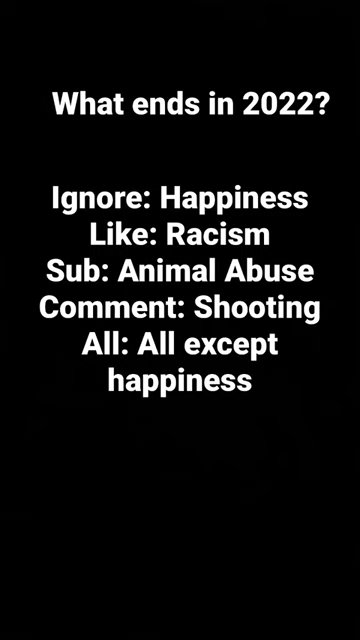 What ends in 2022?
Ignore: Happiness
Like: Racism
Sub: Animal Abuse
Comment: Shooting
All: All except
happiness